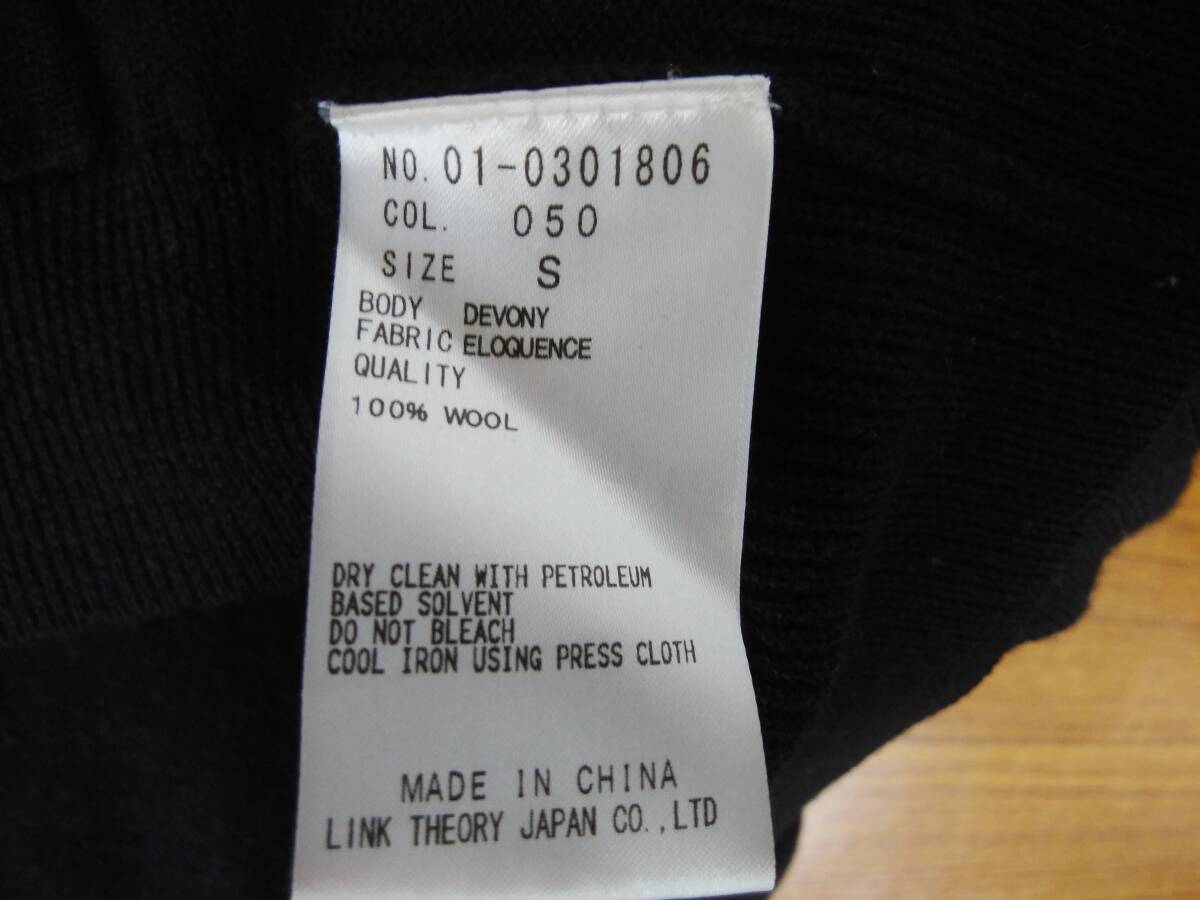 NO. 01-0301806
COL. 050
SIZE S
BODY DEVONY
FABRIC ELOQUENCE
QUALITY
100% WOOL
DRY CLEAN WITH PETROLEUM
BASED SOLVENT
DO NOT BLEACH
COOL IRON USING PRESS CLOTH
MADE IN CHINA
LINK THEORY JAPAN CO.,LTD